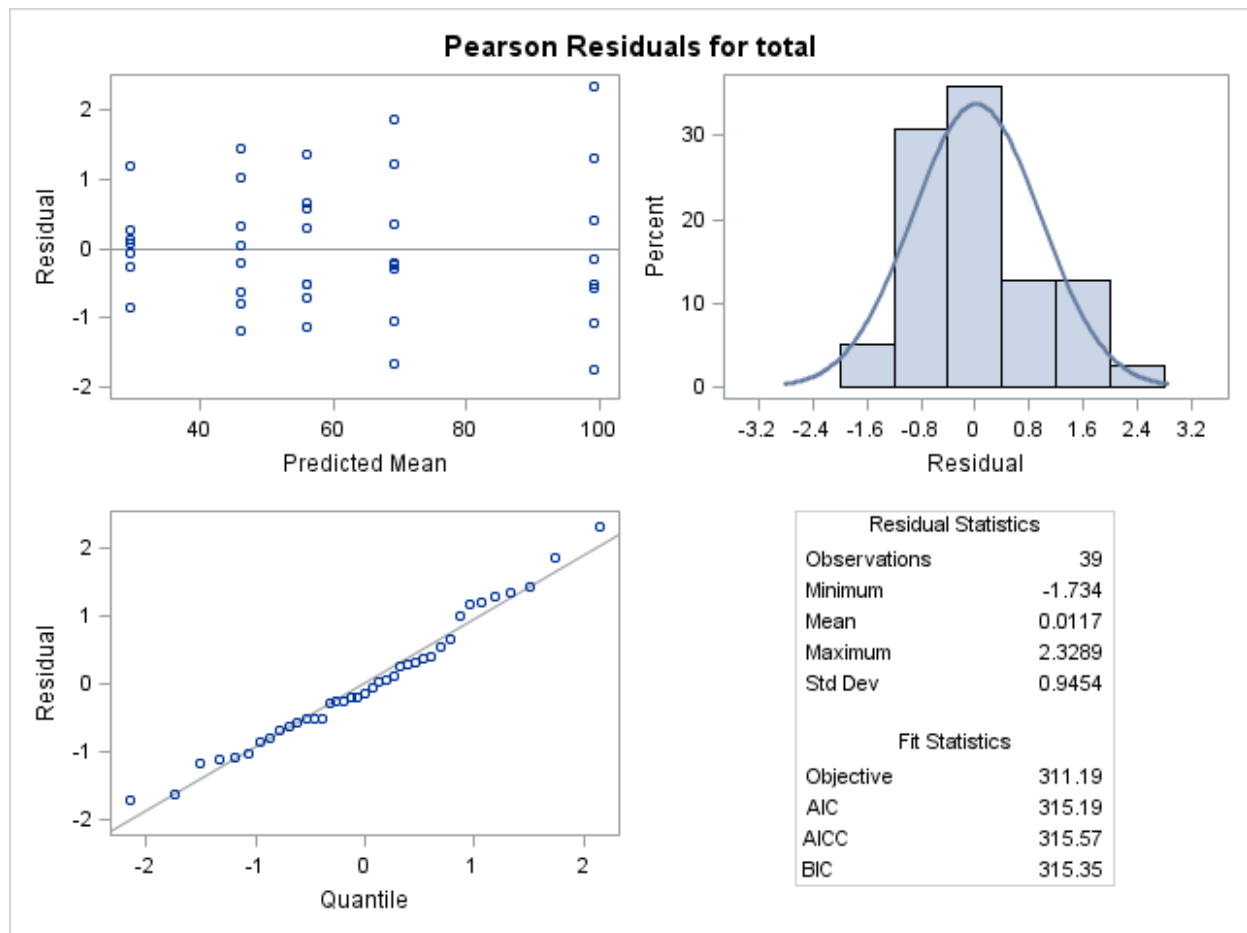 Pearson Residuals for total
2
1
0
-1
-2
Residual
40 60 80 100
Predicted Mean
30
20
10
0
Percent
-3.2 -2.4 -1.6 -0.8 0 0.8 1.6 2.4 3.2
Residual
2
1
0
-1
-2
Residual
-2 -1 0 1 2
Quantile
Residual Statistics
Observations 39
Minimum -1.734
Mean 0.0117
Maximum 2.3289
Std Dev 0.9454
Fit Statistics
Objective 311.19
AIC 315.19
AICC 315.57
BIC 315.35